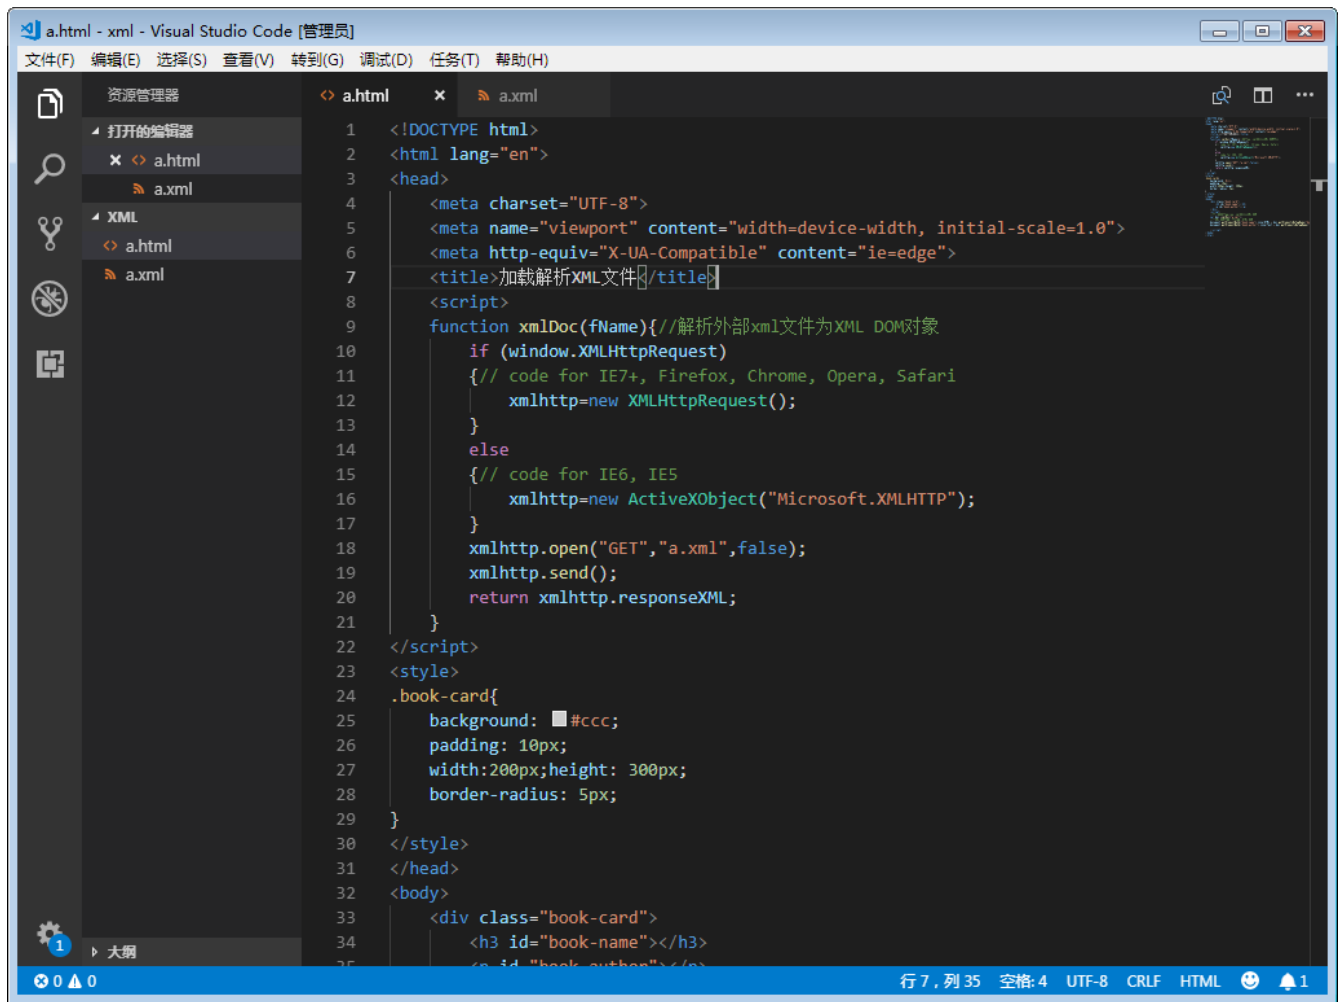 a.html - xml - Visual Studio Code [管理员]
文件(F) 编辑(E) 选择(S) 查看(V) 转到(G) 调试(D) 任务(T) 帮助(H)
资源管理器
打开的编辑器
a.html
a.xml
XML
a.html
a.xml
大纲
1
a.html a.xml
1 <!DOCTYPE html>
2 <html lang="en">
3 <head>
4 <meta charset="UTF-8">
5 <meta name="viewport" content="width=device-width, initial-scale=1.0">
6 <meta http-equiv="X-UA-Compatible" content="ie=edge">
7 <title>加载解析XML文件</title>
8 <script>
9 function xmlDoc(fName){//解析外部xml文件为XML DOM对象
10 if (window.XMLHttpRequest)
11 {// code for IE7+, Firefox, Chrome, Opera, Safari
12 xmlhttp=new XMLHttpRequest();
13 }
14 else
15 {// code for IE6, IE5
16 xmlhttp=new ActiveXObject("Microsoft.XMLHTTP");
17 }
18 xmlhttp.open("GET","a.xml",false);
19 xmlhttp.send();
20 return xmlhttp.responseXML;
21 }
22 </script>
23 <style>
24 .book-card{
25 background: #ccc;
26 padding: 10px;
27 width:200px;height: 300px;
28 border-radius: 5px;
29 }
30 </style>
31 </head>
32 <body>
33 <div class="book-card">
34 <h3 id="book-name"></h3>
35 <p id="book-author"></p>
0 0 行 7，列 35 空格: 4 UTF-8 CRLF HTML 1